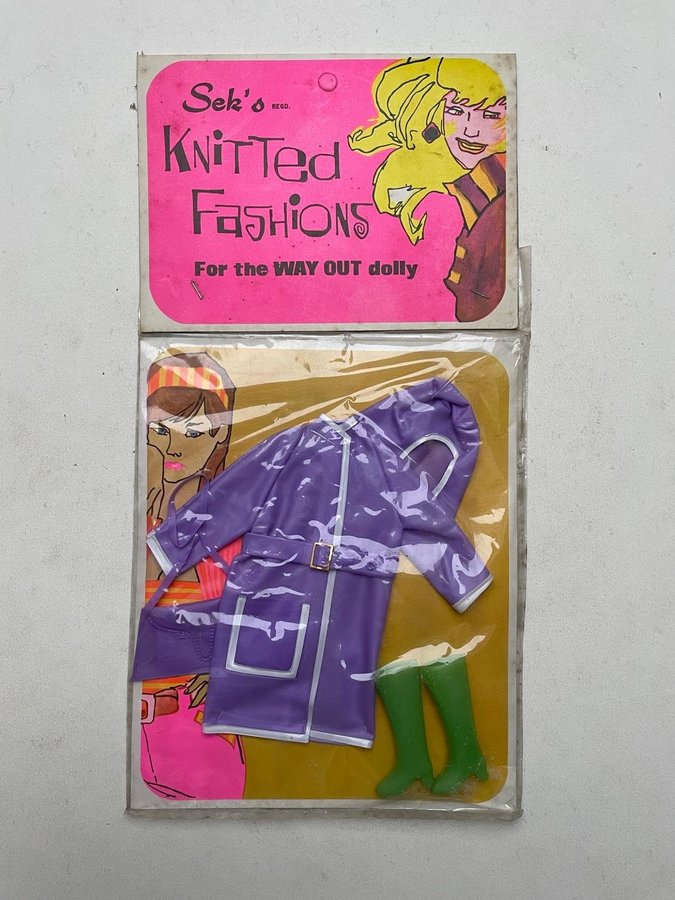 Sek's REGD.
KNITTed
FASHiONS
For the WAY OUT dolly